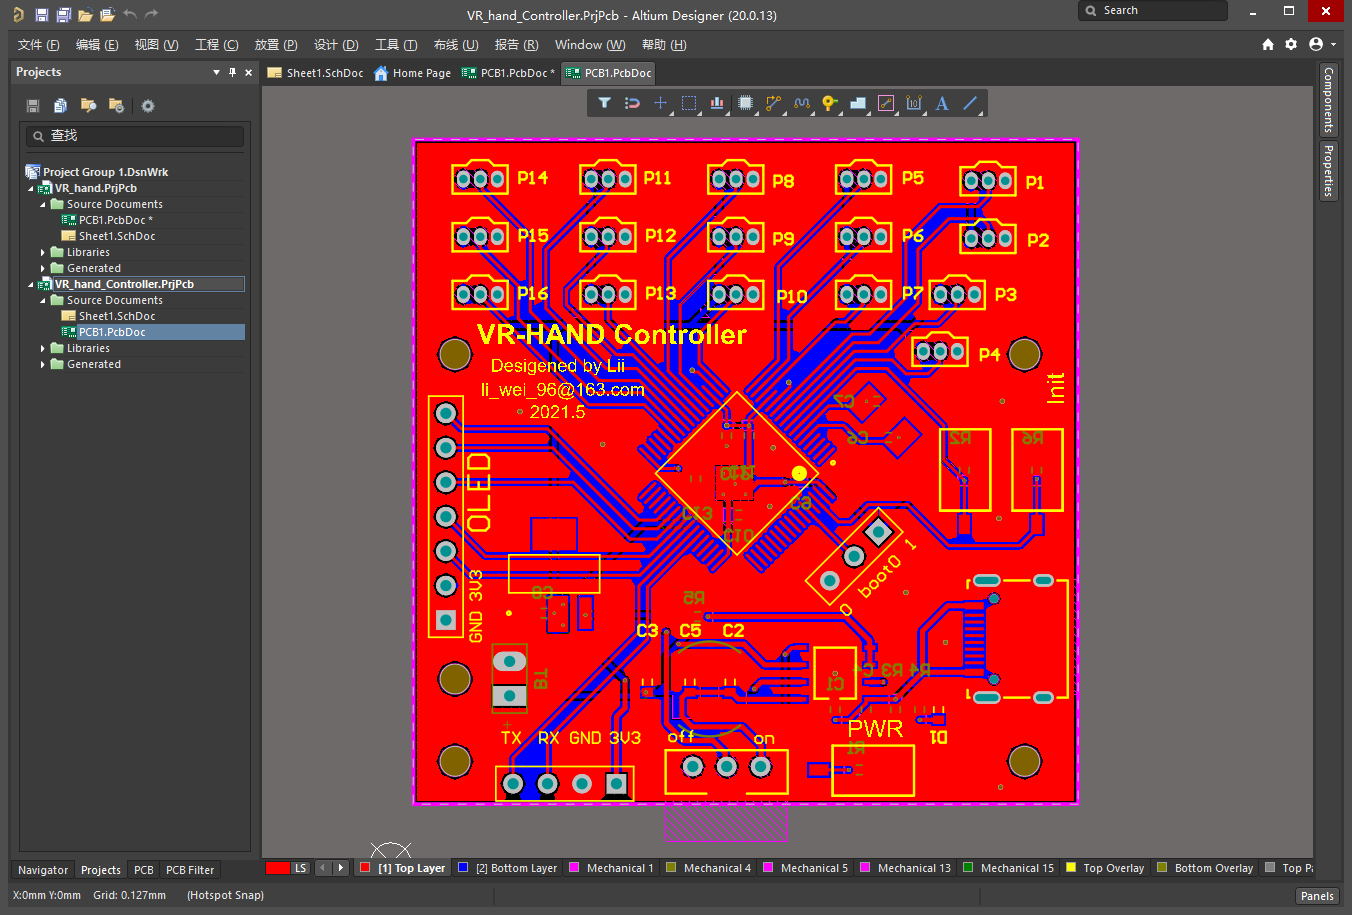 VR_hand_Controller.PrjPcb - Altium Designer (20.0.13)
Search
文件 (F) 编辑 (E) 视图 (V) 工程 (C) 放置 (P) 设计 (D) 工具 (T) 布线 (U) 报告 (R) Window (W) 帮助 (H)
Projects
Sheet1.SchDoc Home Page PCB1.PcbDoc * PCB1.PcbDoc
查找
Project Group 1.DsnWrk
VR_hand.PrjPcb
Source Documents
PCB1.PcbDoc *
Sheet1.SchDoc
Libraries
Generated
VR_hand_Controller.PrjPcb
Source Documents
Sheet1.SchDoc
PCB1.PcbDoc
Libraries
Generated
Components
Properties
P14 P11 P8 P5 P1
P15 P12 P9 P6 P2
P16 P13 P10 P7 P3
P4
VR-HAND Controller
Desigened by Lii
li_wei_96@163.com
2021.5
Init
C7
C6
R2 R6
OLED
C13
C9
C10
GND 3V3
C8
0 boot0 1
R5
C3 C5 C2
BT
C1
C4 R3 R4
+
TX RX GND 3V3
off on
PWR
D1
R1
Navigator Projects PCB PCB Filter
LS [1] Top Layer [2] Bottom Layer Mechanical 1 Mechanical 4 Mechanical 5 Mechanical 13 Mechanical 15 Top Overlay Bottom Overlay Top P
X:0mm Y:0mm Grid: 0.127mm (Hotspot Snap)
Panels